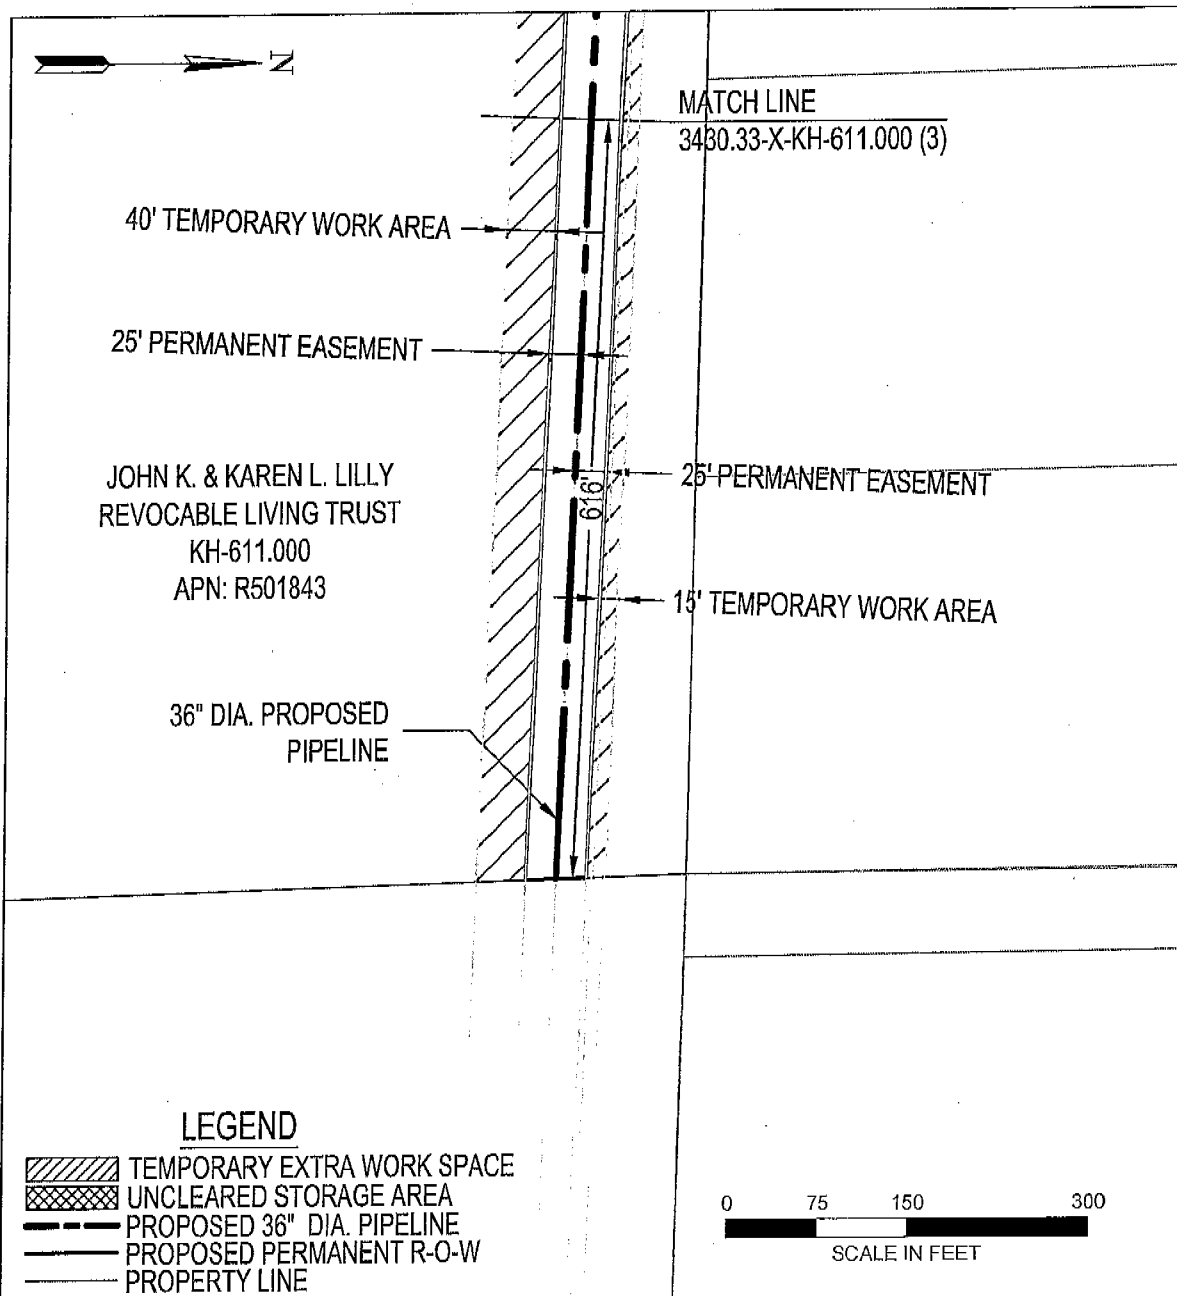 N
MATCH LINE
3430.33-X-KH-611.000 (3)
40' TEMPORARY WORK AREA
25' PERMANENT EASEMENT
JOHN K. & KAREN L. LILLY
REVOCABLE LIVING TRUST
KH-611.000
APN: R501843
25' PERMANENT EASEMENT
616'
15' TEMPORARY WORK AREA
36" DIA. PROPOSED
PIPELINE
LEGEND
TEMPORARY EXTRA WORK SPACE
UNCLEARED STORAGE AREA
PROPOSED 36" DIA. PIPELINE
PROPOSED PERMANENT R-O-W
PROPERTY LINE
0 75 150 300
SCALE IN FEET